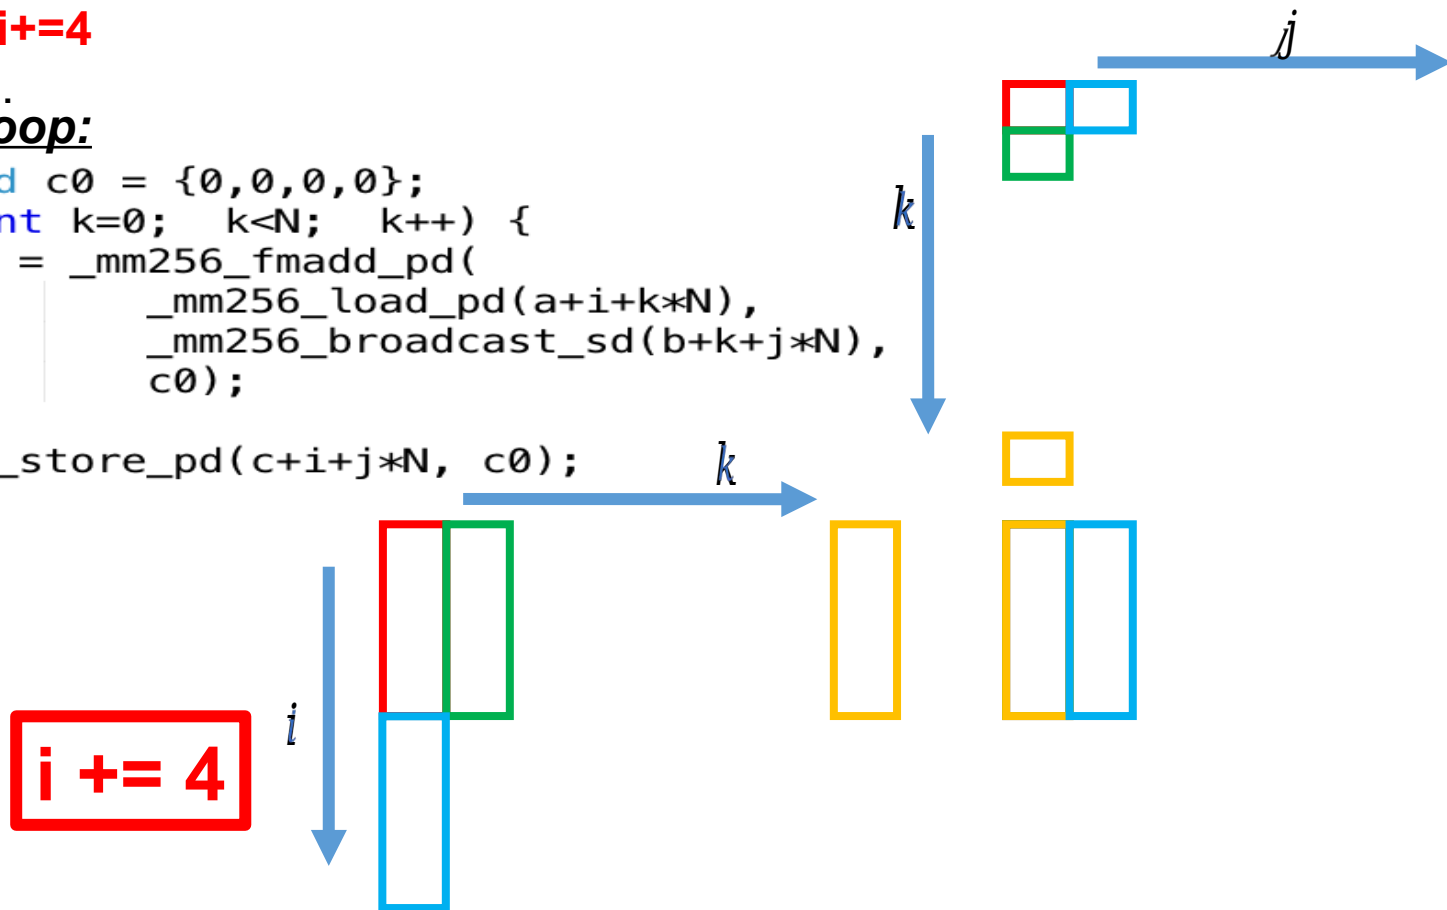 i+=4
.
oop:
d c0 = {0,0,0,0};
nt k=0; k<N; k++) {
= _mm256_fmadd_pd(
_mm256_load_pd(a+i+k*N),
_mm256_broadcast_sd(b+k+j*N),
c0);
_store_pd(c+i+j*N, c0);
j
k
k
i
i += 4